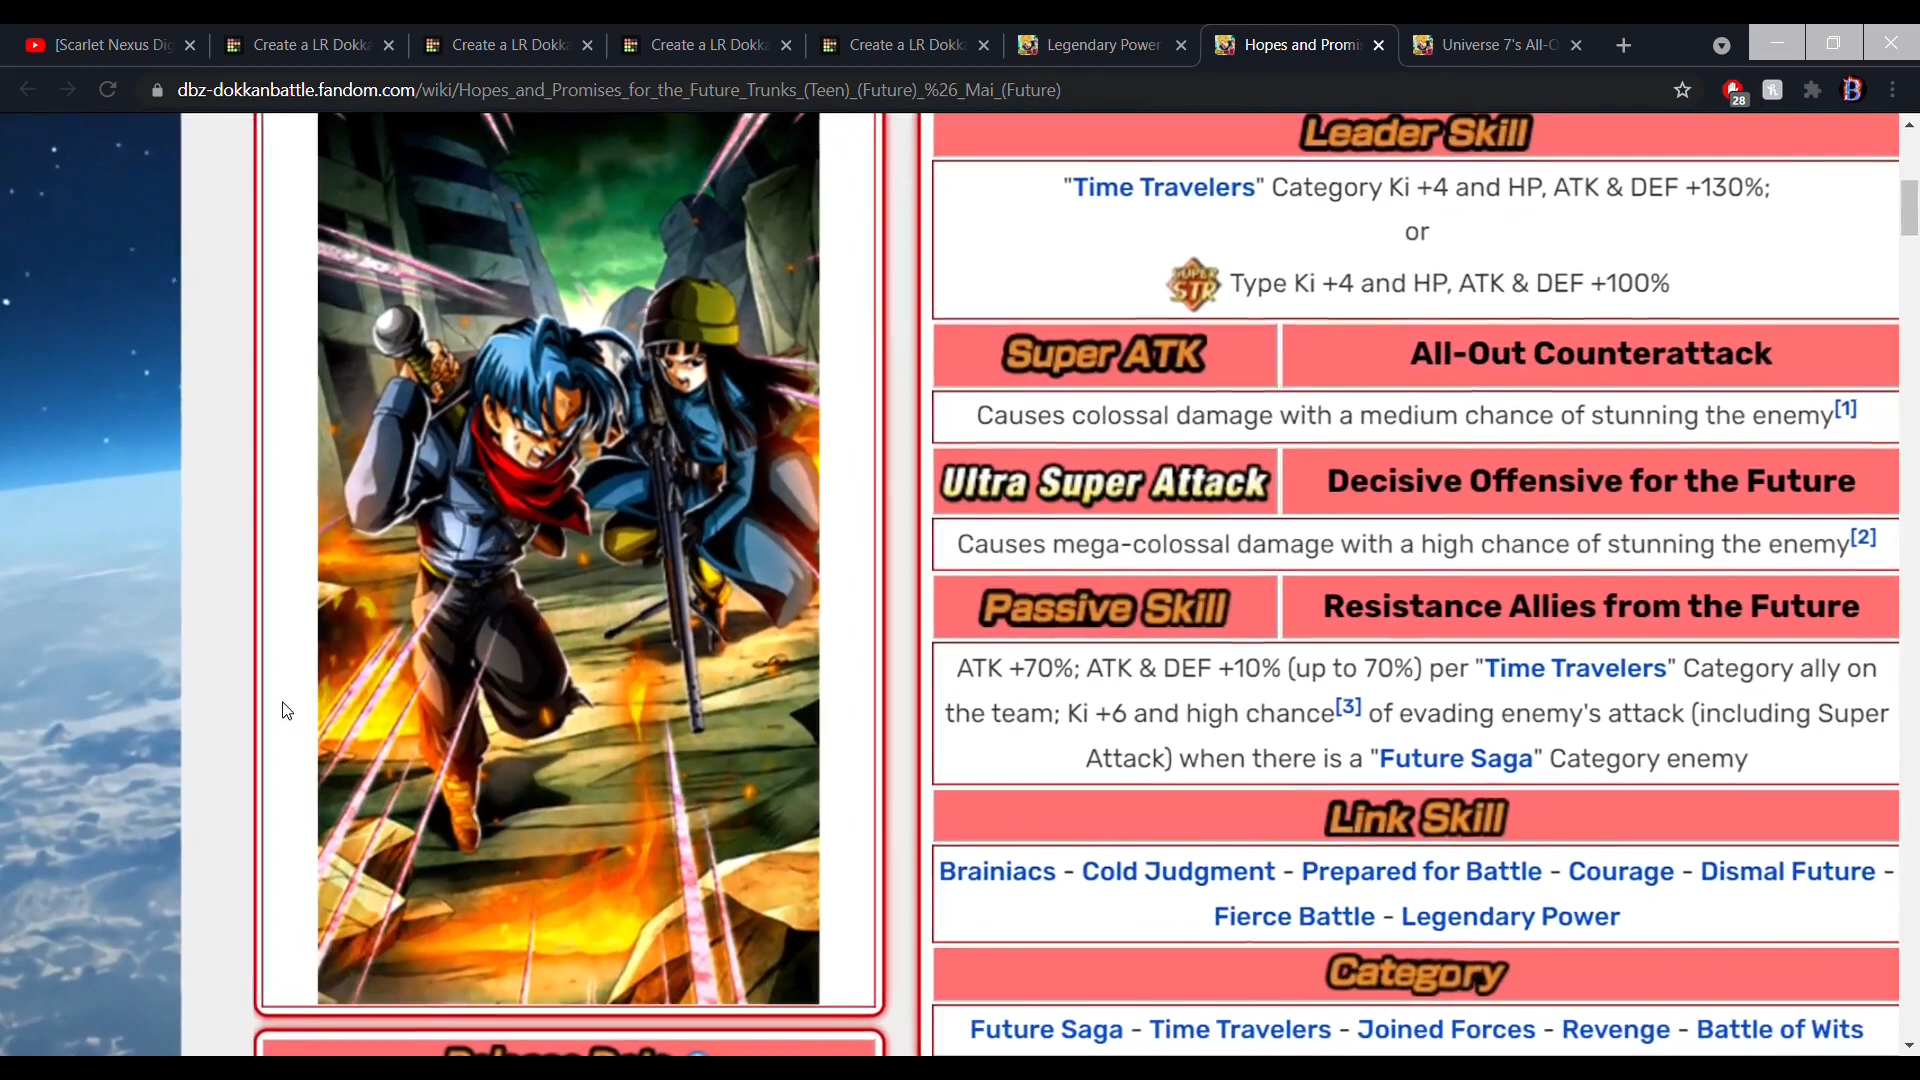 [Scarlet Nexus Di
Create a LR Dokk
Create a LR Dokk
Create a LR Dokk
Create a LR Dokk
Legendary Power
Hopes and Promi
Universe 7's All-O
dbz-dokkanbattle.fandom.com/wiki/Hopes_and_Promises_for_the_Future_Trunks_(Teen)_(Future)_%26_Mai_(Future)
28
Leader Skill
"Time Travelers" Category Ki +4 and HP, ATK & DEF +130%;
or
SUPER STR Type Ki +4 and HP, ATK & DEF +100%
Super ATK All-Out Counterattack
Causes colossal damage with a medium chance of stunning the enemy[1]
Ultra Super Attack Decisive Offensive for the Future
Causes mega-colossal damage with a high chance of stunning the enemy[2]
Passive Skill Resistance Allies from the Future
ATK +70%; ATK & DEF +10% (up to 70%) per "Time Travelers" Category ally on
the team; Ki +6 and high chance[3] of evading enemy's attack (including Super
Attack) when there is a "Future Saga" Category enemy
Link Skill
Brainiacs - Cold Judgment - Prepared for Battle - Courage - Dismal Future -
Fierce Battle - Legendary Power
Category
Future Saga - Time Travelers - Joined Forces - Revenge - Battle of Wits